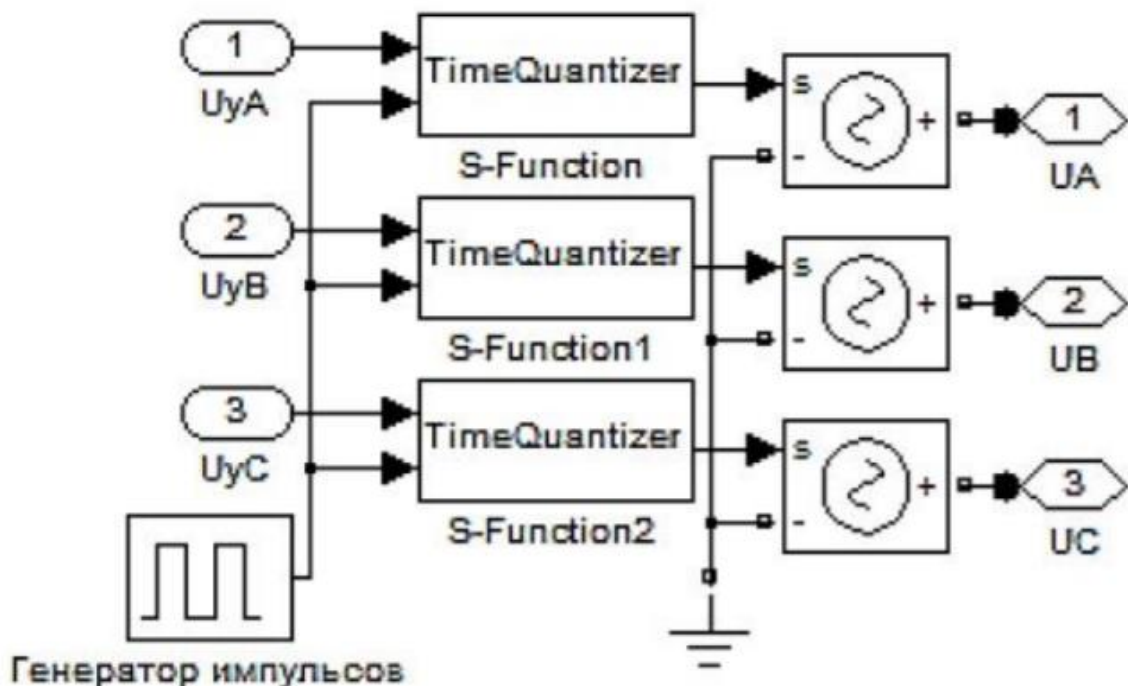 1
TimeQuantizer
UyA
S-Function
s
-
+
1
UA
2
TimeQuantizer
UyB
S-Function1
s
-
+
2
UB
3
TimeQuantizer
UyC
S-Function2
s
-
+
3
UC
Генератор импульсов